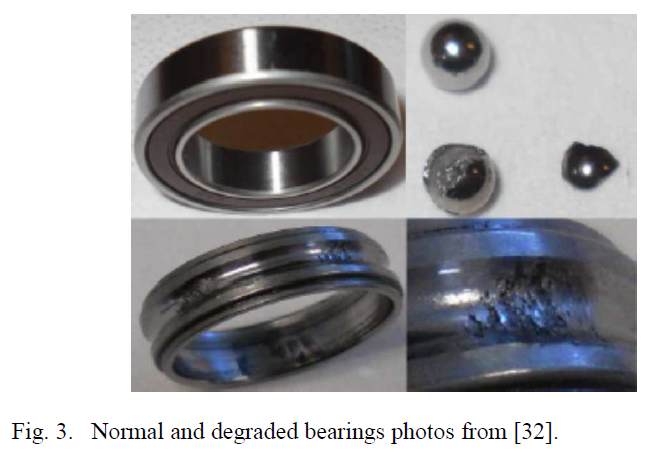 Fig. 3. Normal and degraded bearings photos from [32].